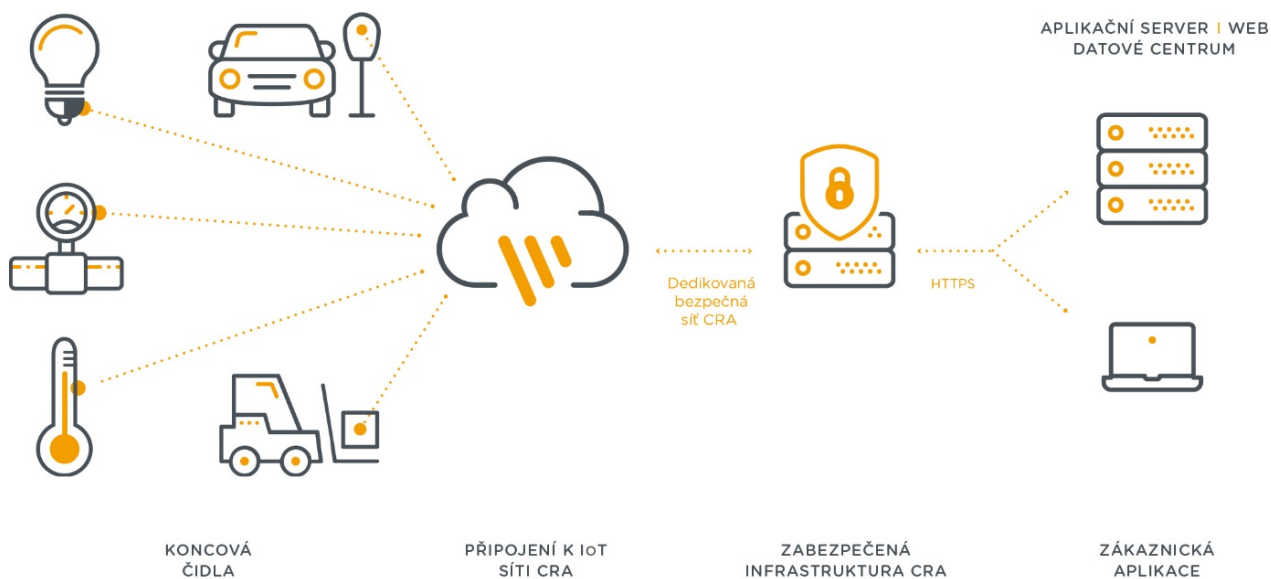 APLIKAČNÍ SERVER | WEB
DATOVÉ CENTRUM
Dedikovaná
bezpečná
síť CRA
HTTPS
KONCOVÁ
ČIDLA
PŘIPOJENÍ K IoT
SÍTI CRA
ZABEZPEČENÁ
INFRASTRUKTURA CRA
ZÁKAZNICKÁ
APLIKACE